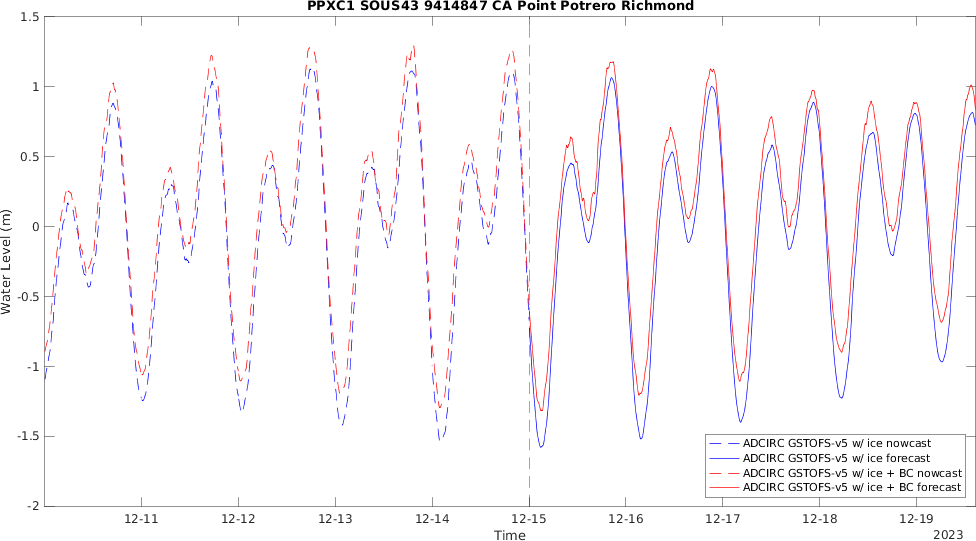 PPXC1 SOUS43 9414847 CA Point Potrero Richmond
1.5
1
0.5
0
-0.5
-1
-1.5
-2
Water Level (m)
12-11
12-12
12-13
12-14
12-15
12-16
12-17
12-18
12-19
Time
2023
ADCIRC GSTOFS-v5 w/ ice nowcast
ADCIRC GSTOFS-v5 w/ ice forecast
ADCIRC GSTOFS-v5 w/ ice + BC nowcast
ADCIRC GSTOFS-v5 w/ ice + BC forecast